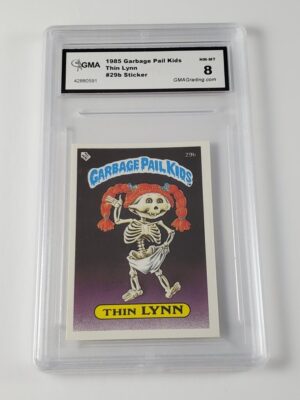 GMA
1985 Garbage Pail Kids
Thin Lynn
#29b Sticker
42880591
NM-MT
8
GMAGrading.com
29b
GARBAGE PAIL KIDS
THIN LYNN